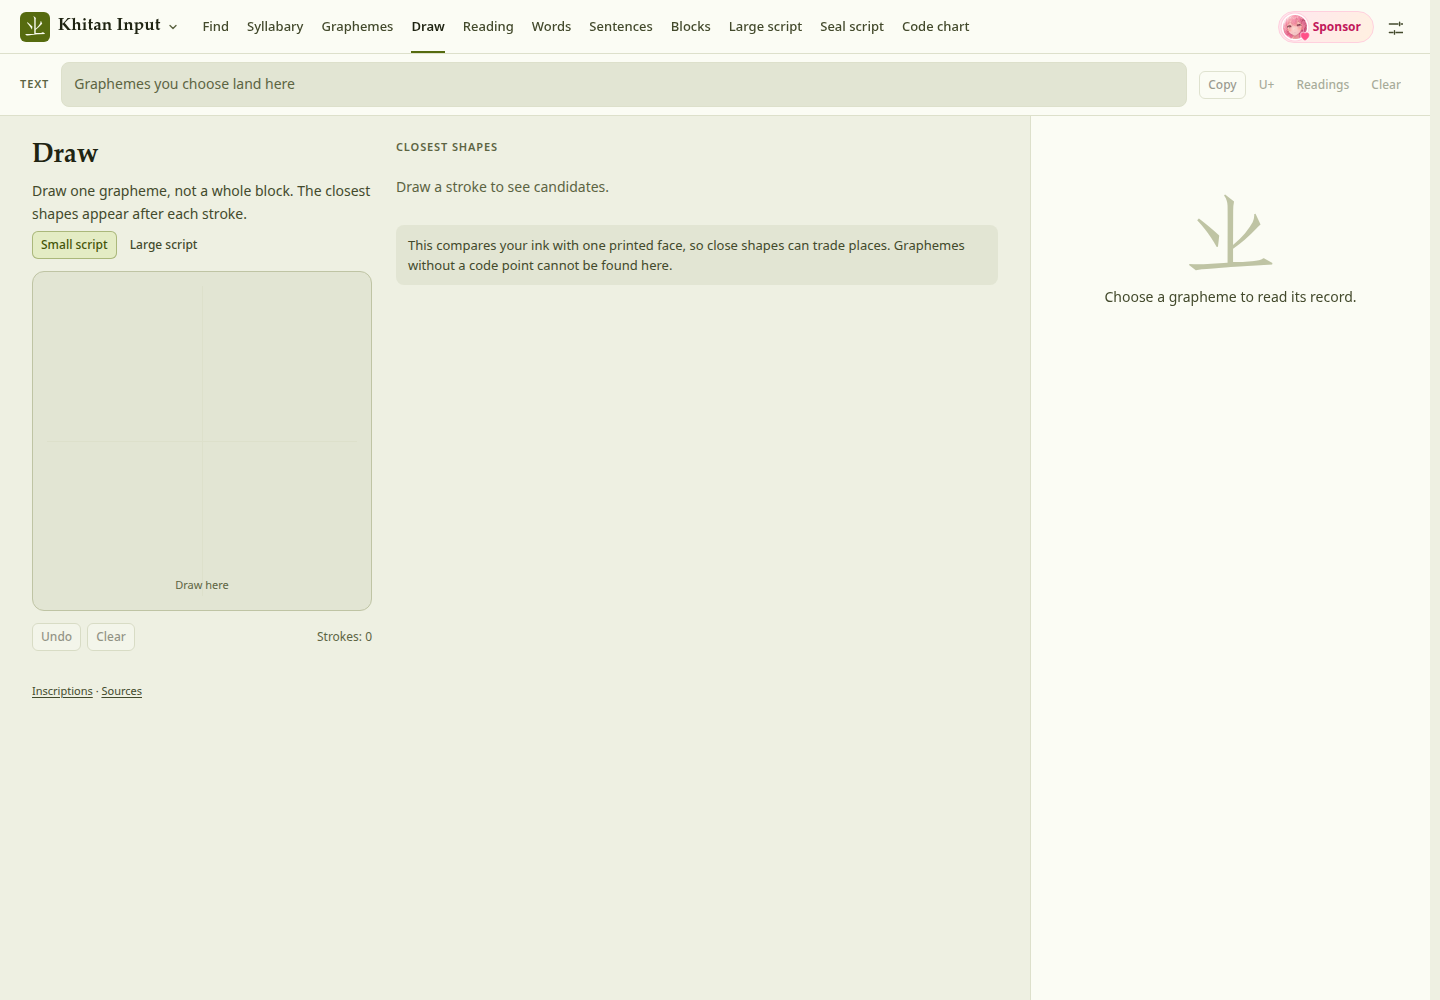 Khitan Input
Find Syllabary Graphemes Draw Reading Words Sentences Blocks Large script Seal script Code chart
Sponsor
TEXT
Graphemes you choose land here
Copy U+ Readings Clear
Draw
Draw one grapheme, not a whole block. The closest
shapes appear after each stroke.
Small script Large script
Draw here
Undo Clear
Strokes: 0
Inscriptions · Sources
CLOSEST SHAPES
Draw a stroke to see candidates.
This compares your ink with one printed face, so close shapes can trade places. Graphemes
without a code point cannot be found here.
Choose a grapheme to read its record.